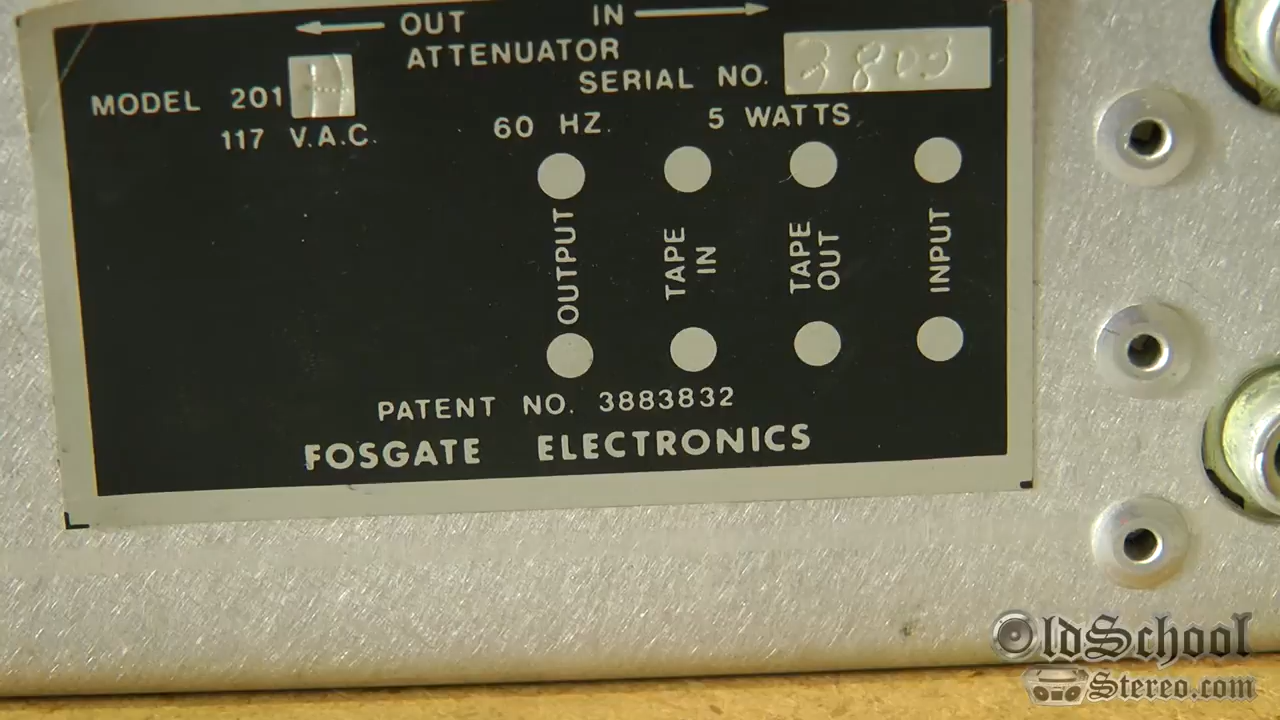 OUT IN
ATTENUATOR
SERIAL NO. 3803
MODEL 201
117 V.A.C. 60 HZ. 5 WATTS
OUTPUT
TAPE IN
TAPE OUT
INPUT
PATENT NO. 3883832
FOSGATE ELECTRONICS
OldSchool
Stereo.com